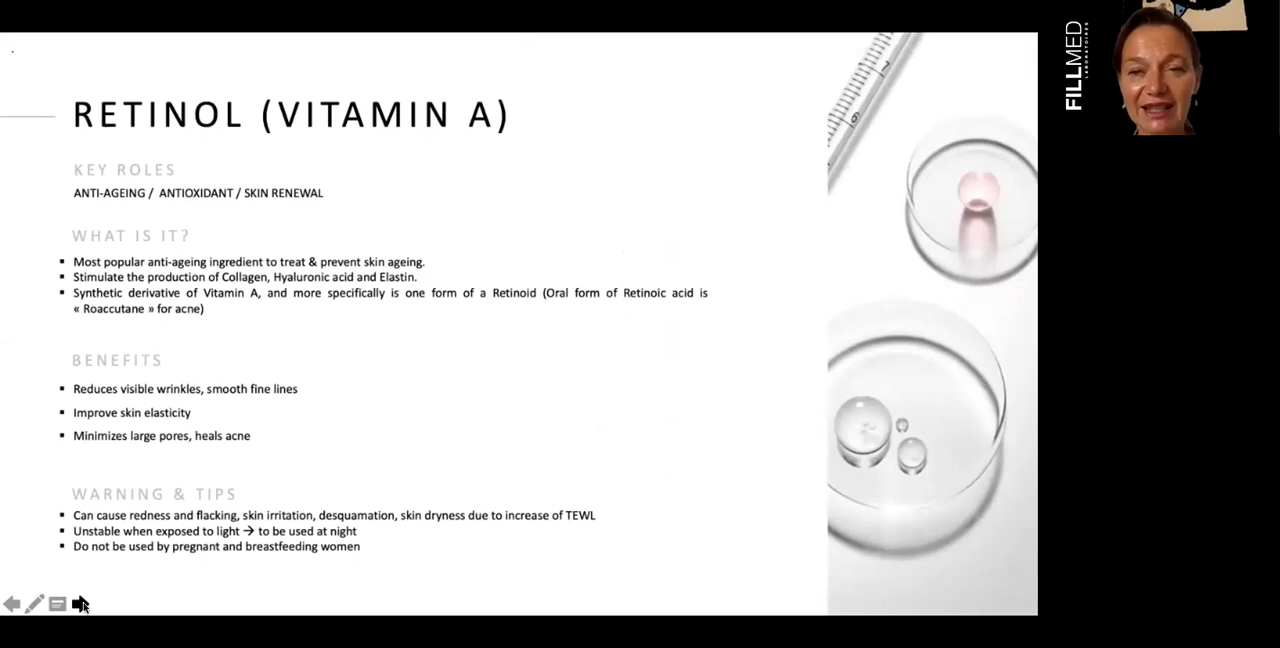 RETINOL (VITAMIN A)
KEY ROLES
ANTI-AGEING / ANTIOXIDANT / SKIN RENEWAL
WHAT IS IT?
▪ Most popular anti-ageing ingredient to treat & prevent skin ageing.
▪ Stimulate the production of Collagen, Hyaluronic acid and Elastin.
▪ Synthetic derivative of Vitamin A, and more specifically is one form of a Retinoid (Oral form of Retinoic acid is
« Roaccutane » for acne)
BENEFITS
▪ Reduces visible wrinkles, smooth fine lines
▪ Improve skin elasticity
▪ Minimizes large pores, heals acne
WARNING & TIPS
▪ Can cause redness and flacking, skin irritation, desquamation, skin dryness due to increase of TEWL
▪ Unstable when exposed to light → to be used at night
▪ Do not be used by pregnant and breastfeeding women
7
6
FILLMED
LABORATOIRES